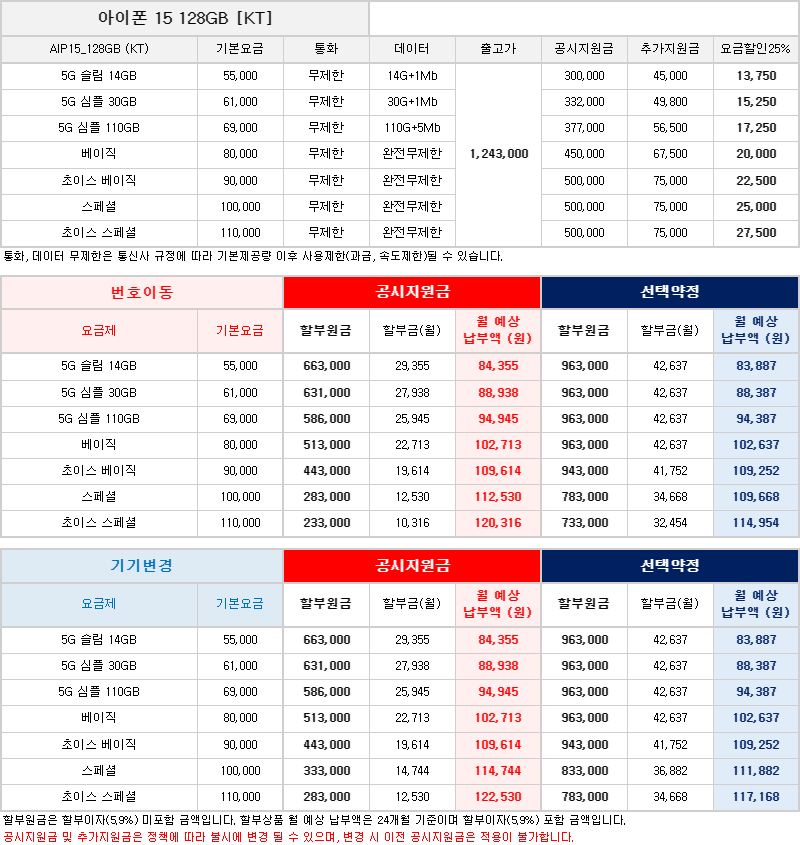 아이폰 15 128GB [KT]
AIP15_128GB (KT) 기본요금 통화 데이터 출고가 공시지원금 추가지원금 요금할인25%
5G 슬림 14GB 55,000 무제한 14G+1Mb 300,000 45,000 13,750
5G 심플 30GB 61,000 무제한 30G+1Mb 332,000 49,800 15,250
5G 심플 110GB 69,000 무제한 110G+5Mb 377,000 56,500 17,250
베이직 80,000 무제한 완전무제한 1,243,000 450,000 67,500 20,000
초이스 베이직 90,000 무제한 완전무제한 500,000 75,000 22,500
스페셜 100,000 무제한 완전무제한 500,000 75,000 25,000
초이스 스페셜 110,000 무제한 완전무제한 500,000 75,000 27,500
통화, 데이터 무제한은 통신사 규정에 따라 기본제공량 이후 사용제한(과금, 속도제한)될 수 있습니다.
번호이동 공시지원금 선택약정
요금제 기본요금 할부원금 할부금(월) 월 예상 납부액 (원) 할부원금 할부금(월) 월 예상 납부액 (원)
5G 슬림 14GB 55,000 663,000 29,355 84,355 963,000 42,637 83,887
5G 심플 30GB 61,000 631,000 27,938 88,938 963,000 42,637 88,387
5G 심플 110GB 69,000 586,000 25,945 94,945 963,000 42,637 94,387
베이직 80,000 513,000 22,713 102,713 963,000 42,637 102,637
초이스 베이직 90,000 443,000 19,614 109,614 943,000 41,752 109,252
스페셜 100,000 283,000 12,530 112,530 783,000 34,668 109,668
초이스 스페셜 110,000 233,000 10,316 120,316 733,000 32,454 114,954
기기변경 공시지원금 선택약정
요금제 기본요금 할부원금 할부금(월) 월 예상 납부액 (원) 할부원금 할부금(월) 월 예상 납부액 (원)
5G 슬림 14GB 55,000 663,000 29,355 84,355 963,000 42,637 83,887
5G 심플 30GB 61,000 631,000 27,938 88,938 963,000 42,637 88,387
5G 심플 110GB 69,000 586,000 25,945 94,945 963,000 42,637 94,387
베이직 80,000 513,000 22,713 102,713 963,000 42,637 102,637
초이스 베이직 90,000 443,000 19,614 109,614 943,000 41,752 109,252
스페셜 100,000 333,000 14,744 114,744 833,000 36,882 111,882
초이스 스페셜 110,000 283,000 12,530 122,530 783,000 34,668 117,168
할부원금은 할부이자(5.9%) 미포함 금액입니다. 할부상품 월 예상 납부액은 24개월 기준이며 할부이자(5.9%) 포함 금액입니다.
공시지원금 및 추가지원금은 정책에 따라 불시에 변경 될 수 있으며, 변경 시 이전 공시지원금은 적용이 불가합니다.